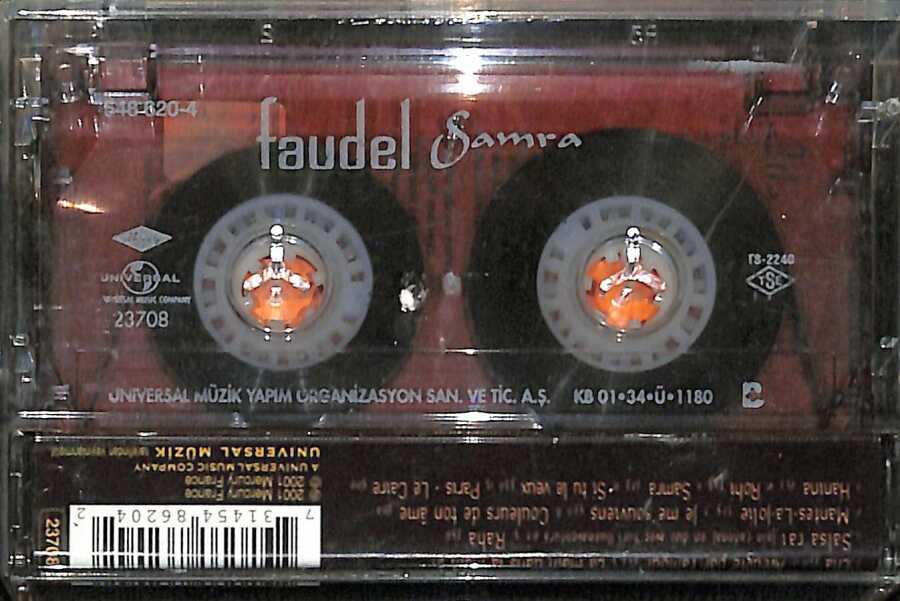 548 620-4
faudel Samra
UNIVERSAL
UNIVERSAL MUSIC COMPANY
23708
TS-2240
TSE
UNIVERSAL MÜZİK YAPIM ORGANİZASYON SAN. VE TİC. A.Ş. KB 01•34•Ü•1180
Salsa raï
Raha
Mantes-La-Jolie • Je me souviens • Couleurs de ton âme
Hanina • Rohi • Samra • Si tu le veux • Paris - Le Caire
7 31454 86204 2
23708
℗ 2001 Mercury France
© 2001 Mercury France
A UNIVERSAL MUSIC COMPANY
UNIVERSAL MÜZİK tarafından yayınlanmıştır